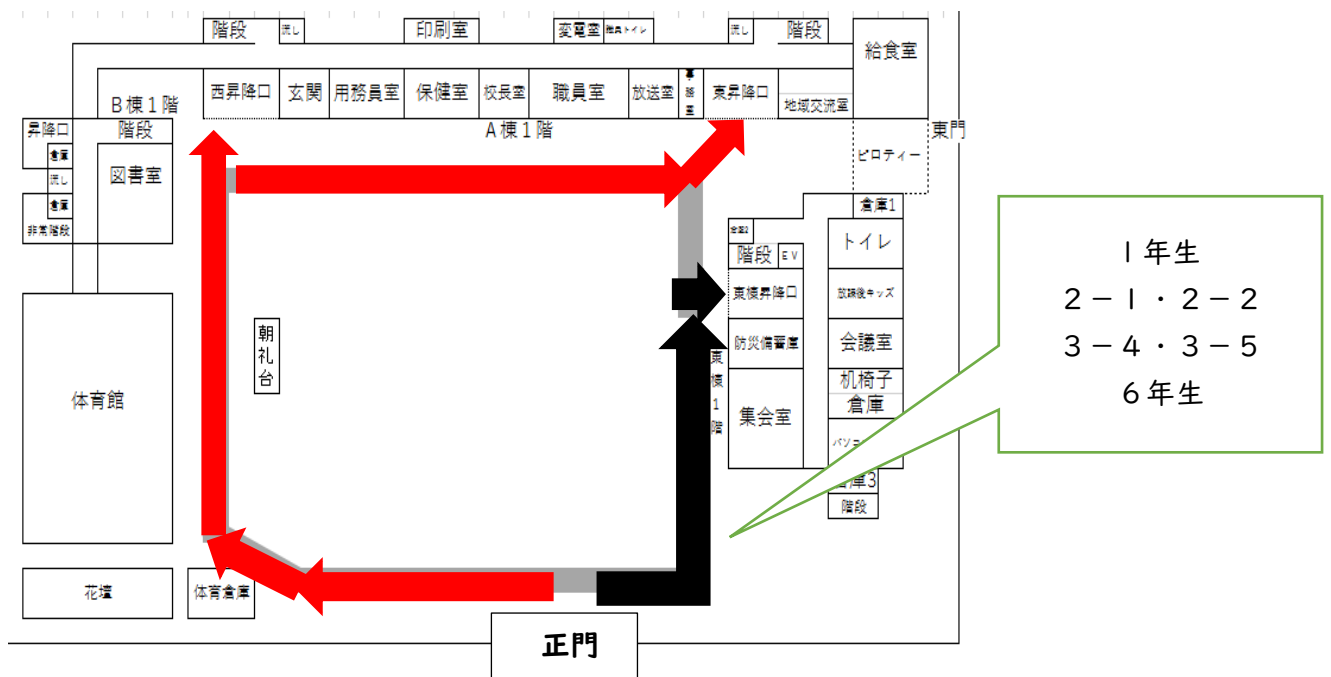 階段
流し
印刷室
変電室
職員トイレ
流し
階段
給食室
西昇降口
玄関
用務員室
保健室
校長室
職員室
放送室
事務室
東昇降口
地域交流室
B棟1階
A棟1階
東門
昇降口
階段
倉庫
図書室
流し
倉庫
非常階段
ピロティー
倉庫1
トイレ
倉庫2
階段
EV
東棟昇降口
放課後キッズ
防災備蓄庫
会議室
東棟1階
机椅子
倉庫
集会室
パソコ
倉庫3
階段
朝礼台
体育館
花壇
体育倉庫
正門
1年生
2-1・2-2
3-4・3-5
6年生